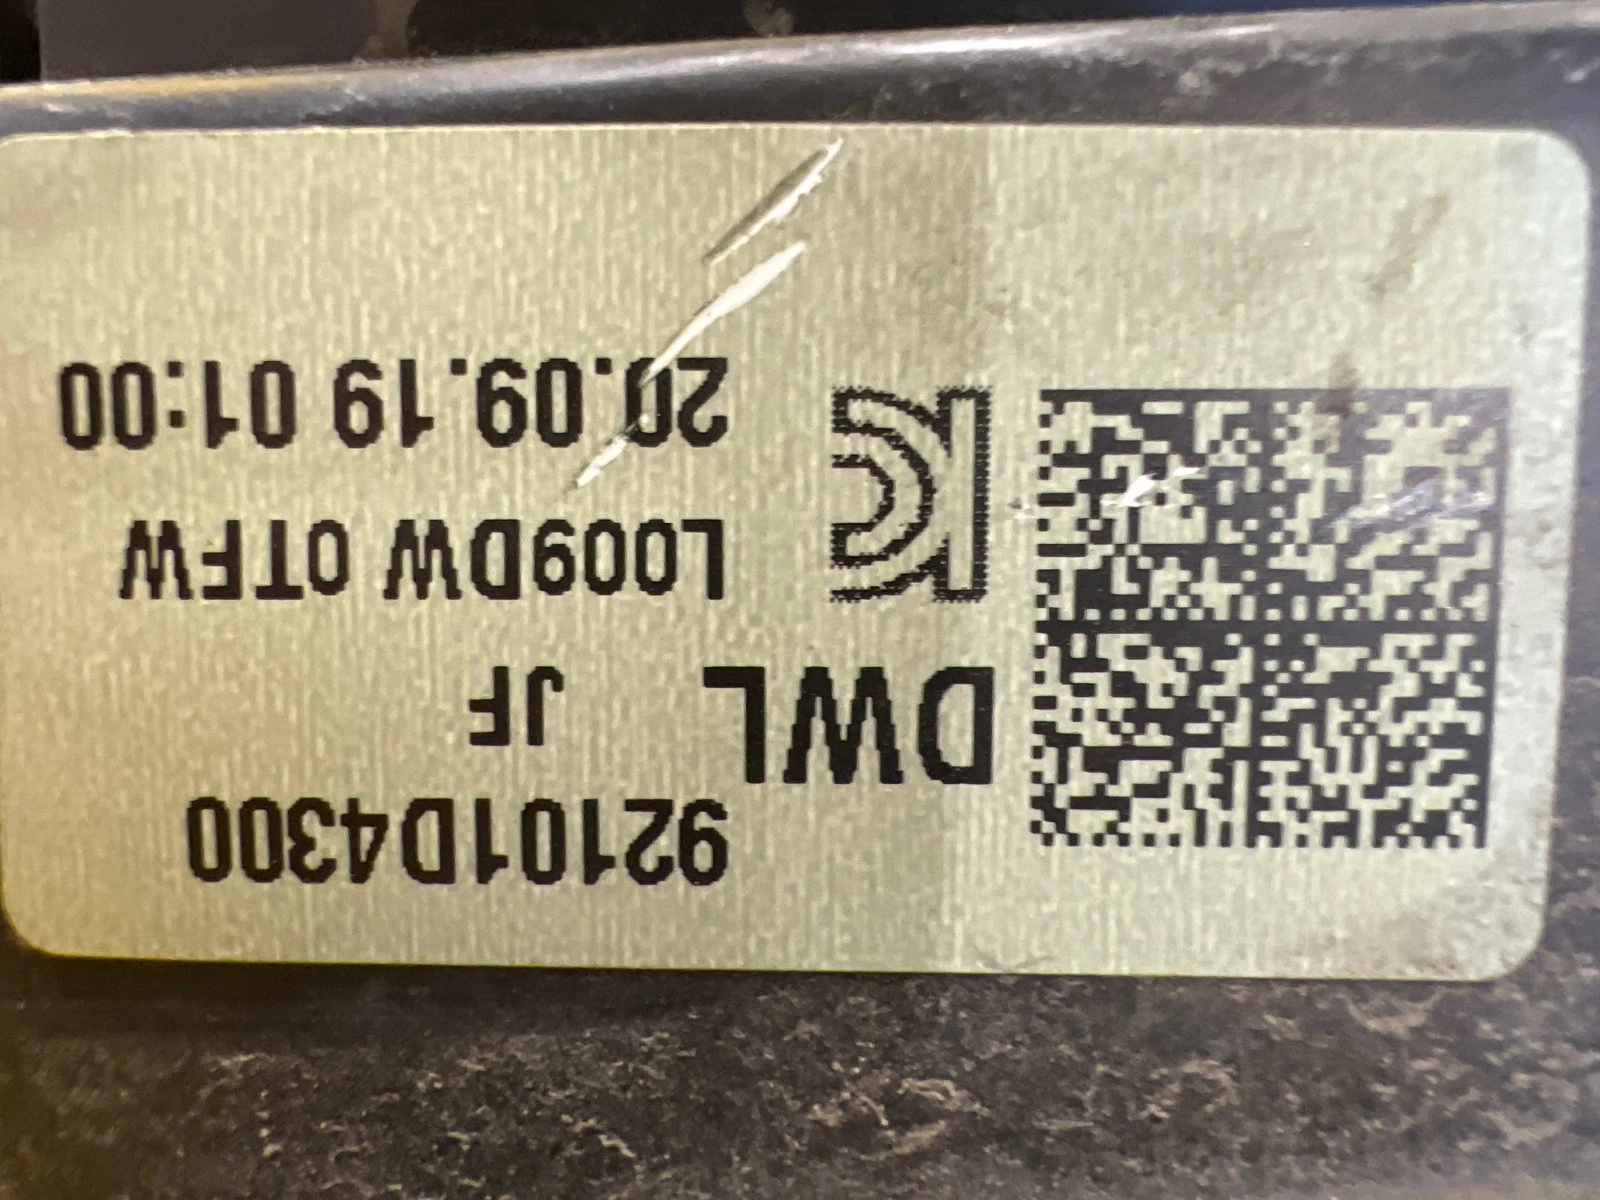 92101D4300
DWL JF
L009DW 0TFW
20.09.19 01:00